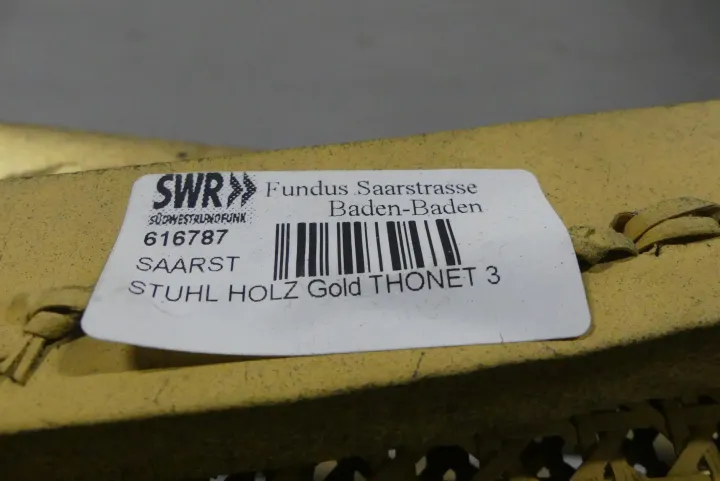 SWR» Fundus Saarstrasse
SÜDWESTRUNDFUNK Baden-Baden
616787
SAARST
STUHL HOLZ Gold THONET 3